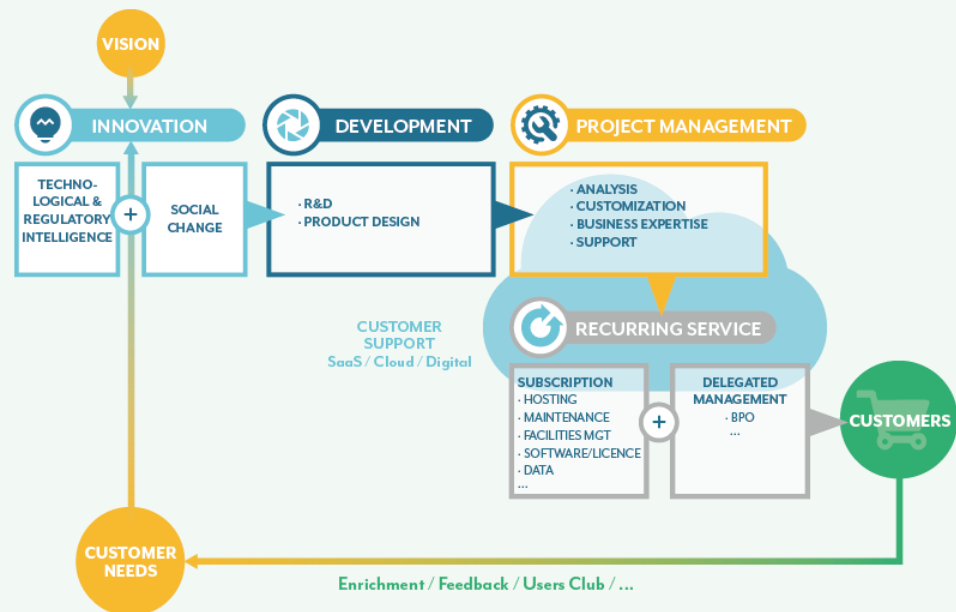 VISION
INNOVATION
TECHNO-
LOGICAL &
REGULATORY
INTELLIGENCE
+
SOCIAL
CHANGE
DEVELOPMENT
· R&D
· PRODUCT DESIGN
PROJECT MANAGEMENT
· ANALYSIS
· CUSTOMIZATION
· BUSINESS EXPERTISE
· SUPPORT
CUSTOMER
SUPPORT
SaaS / Cloud / Digital
RECURRING SERVICE
SUBSCRIPTION
· HOSTING
· MAINTENANCE
· FACILITIES MGT
· SOFTWARE/LICENCE
· DATA
...
+
DELEGATED
MANAGEMENT
· BPO
...
CUSTOMERS
CUSTOMER
NEEDS
Enrichment / Feedback / Users Club / ...